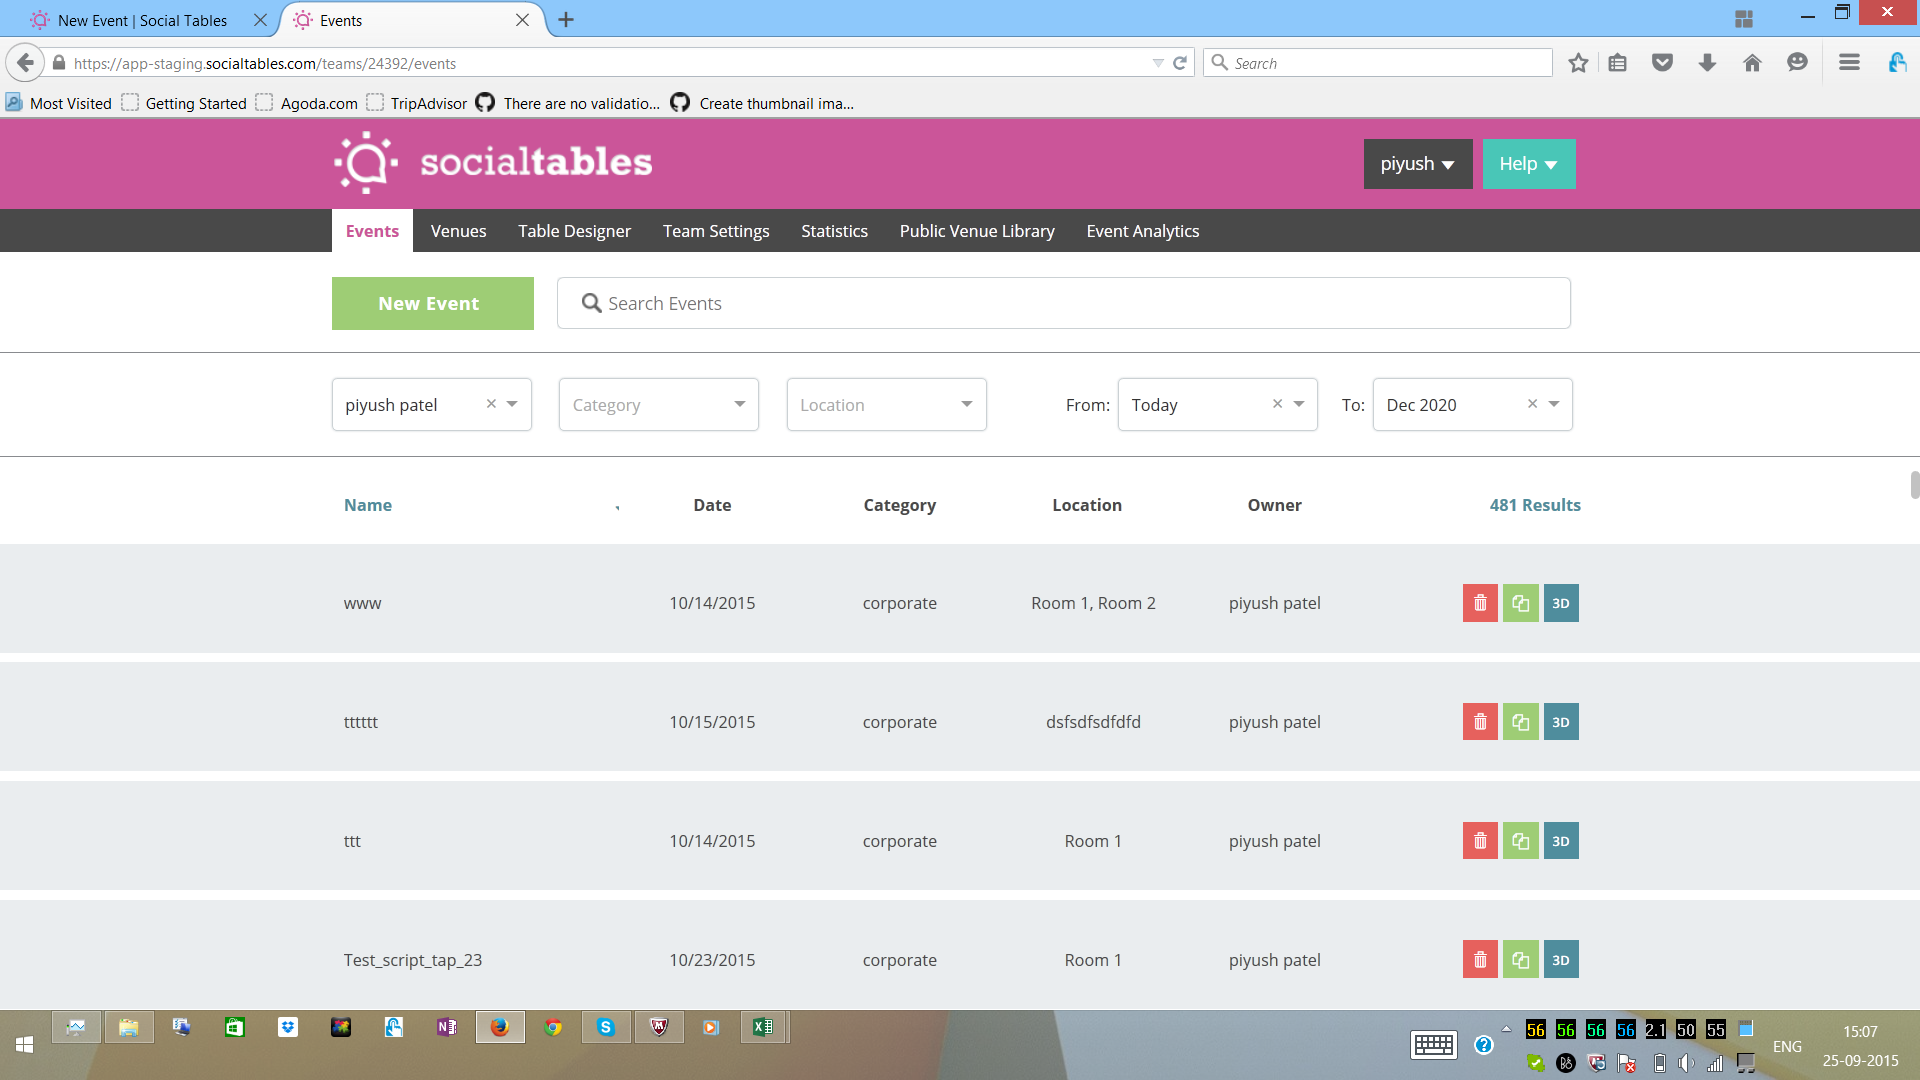 New Event | Social Tables
Events
https://app-staging.socialtables.com/teams/24392/events
Search
Most Visited
Getting Started
Agoda.com
TripAdvisor
There are no validatio...
Create thumbnail ima...
socialtables
piyush
Help
Events
Venues
Table Designer
Team Settings
Statistics
Public Venue Library
Event Analytics
New Event
Search Events
piyush patel
Category
Location
From:
Today
To:
Dec 2020
Name Date Category Location Owner 481 Results
www 10/14/2015 corporate Room 1, Room 2 piyush patel 3D
tttttt 10/15/2015 corporate dsfsdfsdfdfd piyush patel 3D
ttt 10/14/2015 corporate Room 1 piyush patel 3D
Test_script_tap_23 10/23/2015 corporate Room 1 piyush patel 3D
56 56 56 56 2.1 50 55
ENG
15:07
25-09-2015